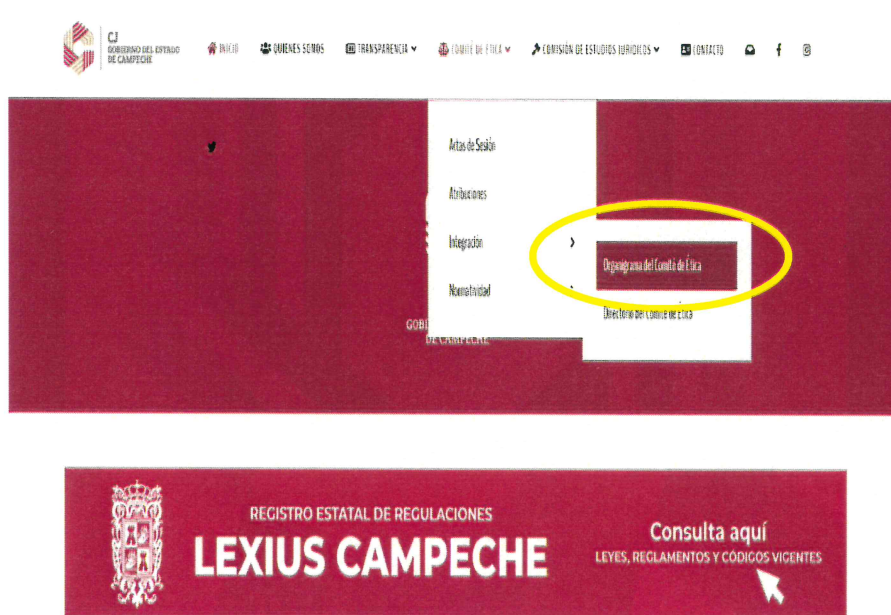 CJ
GOBIERNO DEL ESTADO
DE CAMPECHE
INICIO
QUIENES SOMOS
TRANSPARENCIA
COMITÉ DE ÉTICA
COMISIÓN DE ESTUDIOS JURIDICOS
CONTACTO
Actas de Sesión
Atribuciones
Integración
Normatividad
Organigrama del Comité de Ética
Directorio del Comité de Ética
GOBI
DE CAMPECHE
REGISTRO ESTATAL DE REGULACIONES
LEXIUS CAMPECHE
Consulta aquí
LEYES, REGLAMENTOS Y CÓDIGOS VIGENTES